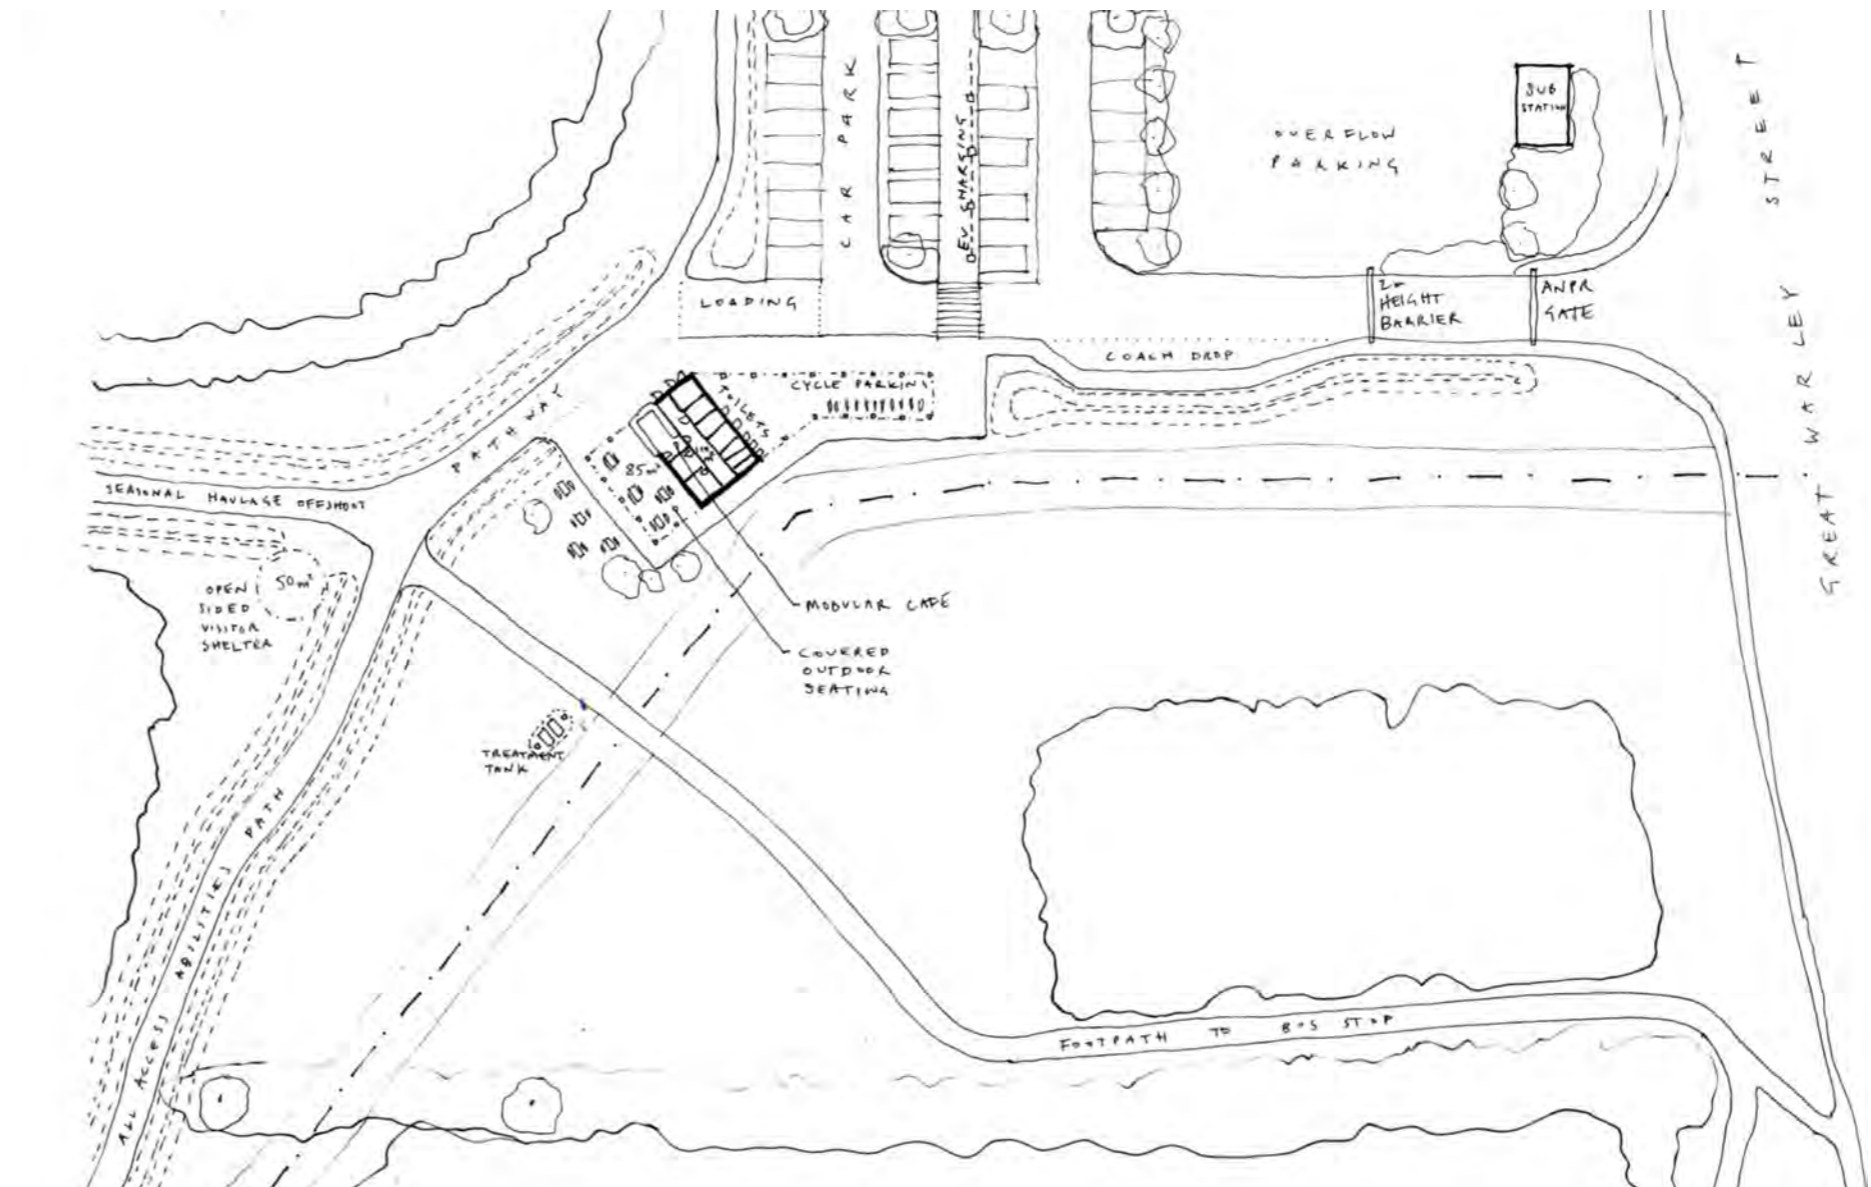 CAR PARK
EV CHARGING
OVERFLOW
PARKING
SUB
STATION
GREAT WARLEY STREET
LOADING
2m
HEIGHT
BARRIER
ANPR
GATE
COACH DROP
CYCLE PARKING
TOILETS
PATHWAY
85m²
SEASONAL HAULAGE OFFSHOOT
OPEN
SIDED
VISITOR
SHELTER
50m²
MODULAR CAFE
COVERED
OUTDOOR
SEATING
TREATMENT
TANK
ALL ACCESS ABILITIES PATH
FOOTPATH TO BUS STOP